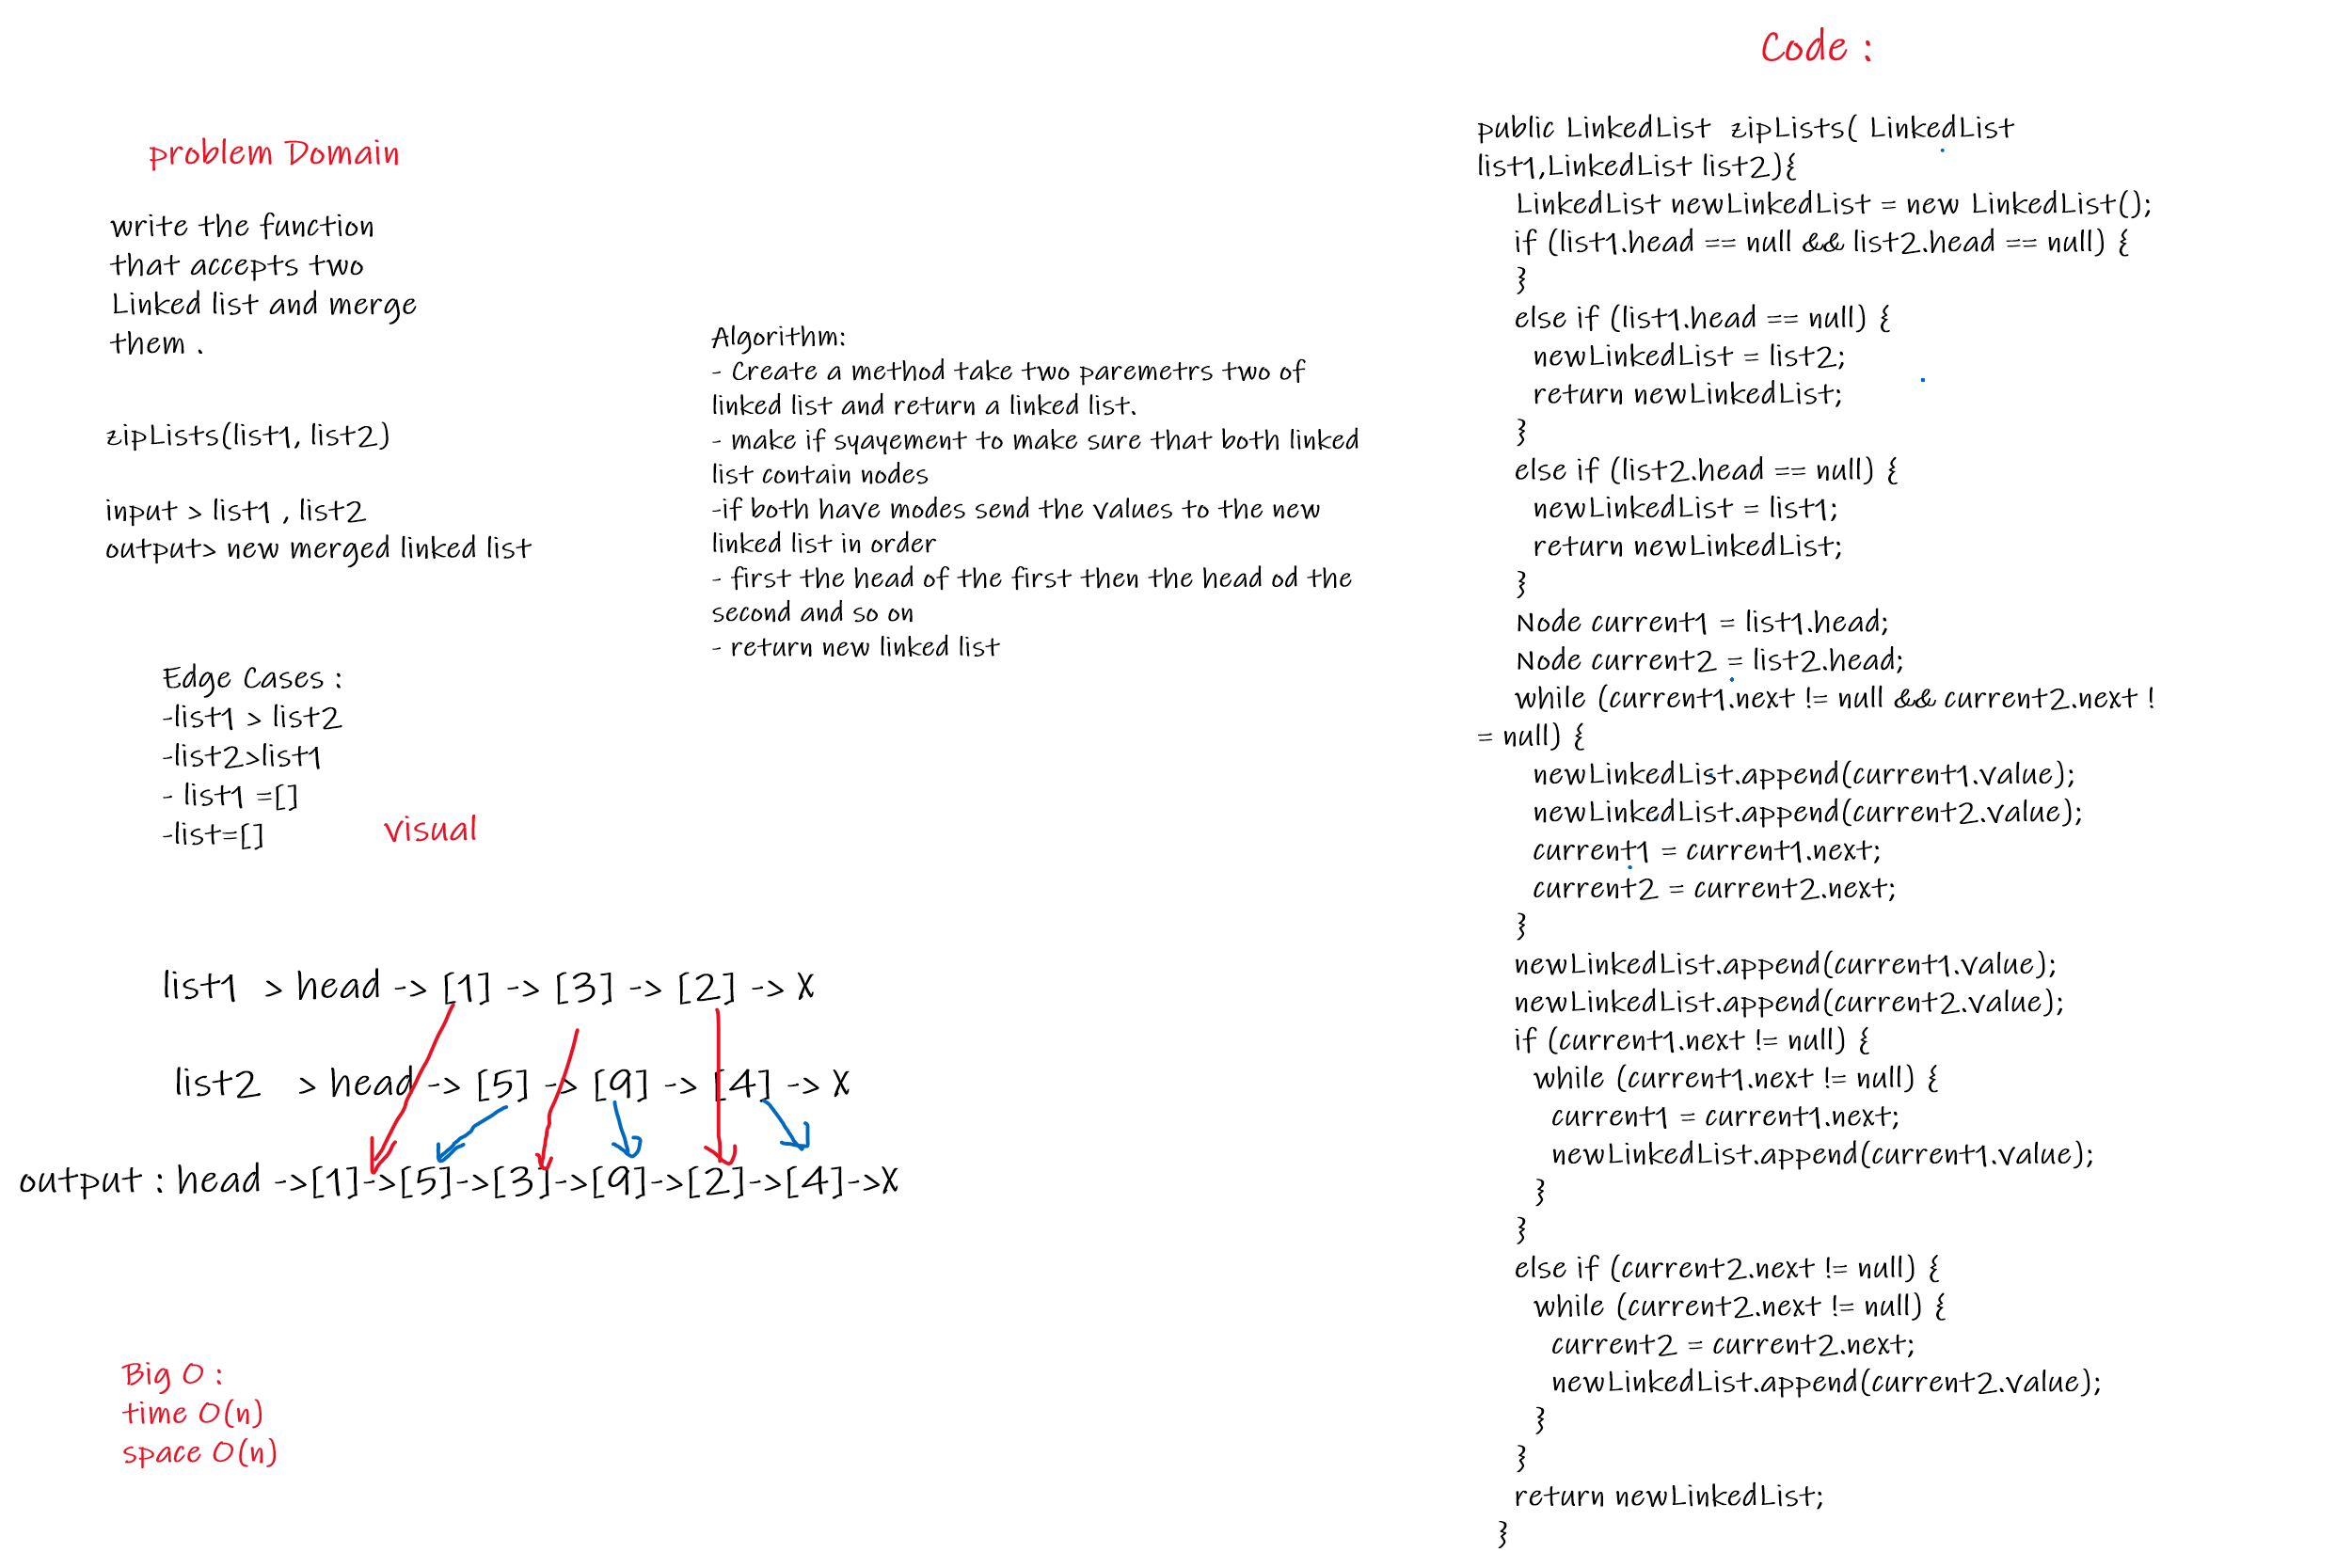 problem Domain
write the function
that accepts two
Linked list and merge
them .
zipLists(list1, list2)
input > list1 , list2
output> new merged linked list
Edge Cases :
-list1 > list2
-list2>list1
- list1 =[]
-list=[]
Algorithm:
- Create a method take two paremetrs two of
linked list and return a linked list.
- make if syayement to make sure that both linked
list contain nodes
-if both have modes send the values to the new
linked list in order
- first the head of the first then the head od the
second and so on
- return new linked list
visual
list1 > head -> [1] -> [3] -> [2] -> X
list2 > head -> [5] -> [9] -> [4] -> X
output : head ->[1]->[5]->[3]->[9]->[2]->[4]->X
Big O :
time O(n)
space O(n)
Code :
public LinkedList zipLists( LinkedList
list1,LinkedList list2){
LinkedList newLinkedList = new LinkedList();
if (list1.head == null && list2.head == null) {
}
else if (list1.head == null) {
newLinkedList = list2;
return newLinkedList;
}
else if (list2.head == null) {
newLinkedList = list1;
return newLinkedList;
}
Node current1 = list1.head;
Node current2 = list2.head;
while (current1.next != null && current2.next !
= null) {
newLinkedList.append(current1.value);
newLinkedList.append(current2.value);
current1 = current1.next;
current2 = current2.next;
}
newLinkedList.append(current1.value);
newLinkedList.append(current2.value);
if (current1.next != null) {
while (current1.next != null) {
current1 = current1.next;
newLinkedList.append(current1.value);
}
}
else if (current2.next != null) {
while (current2.next != null) {
current2 = current2.next;
newLinkedList.append(current2.value);
}
}
return newLinkedList;
}